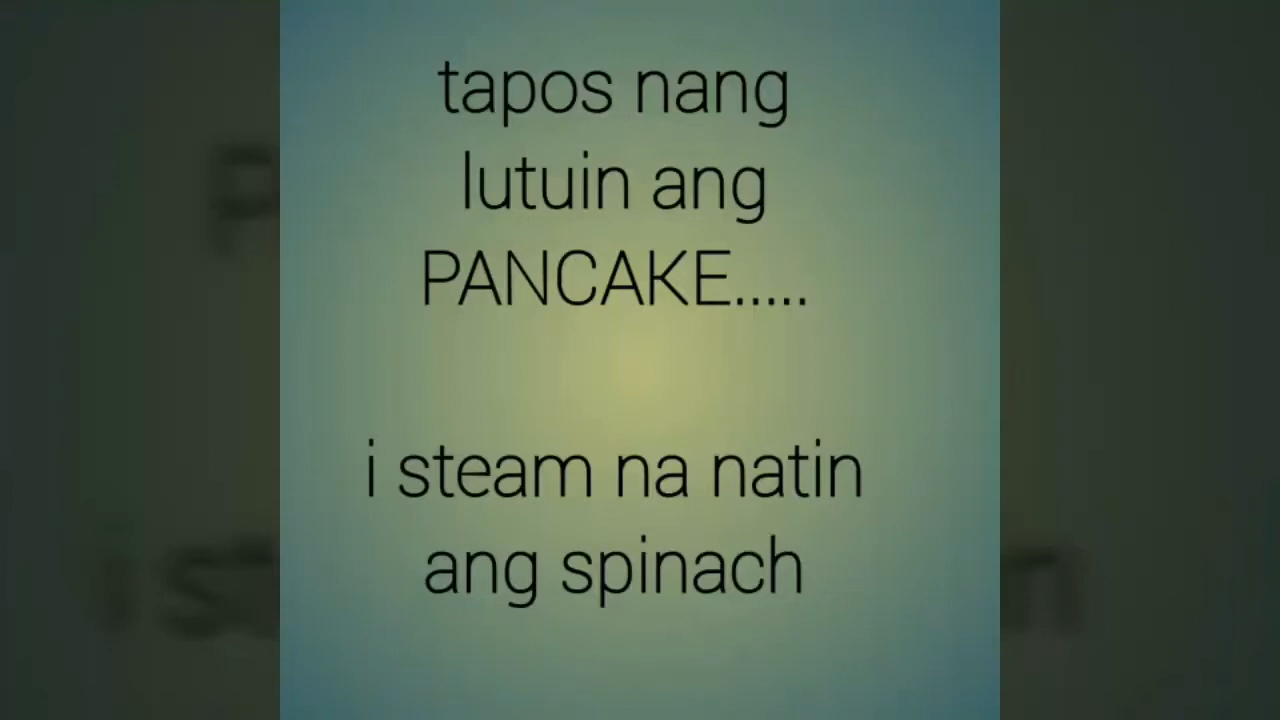 tapos nang
lutuin ang
PANCAKE.....
i steam na natin
ang spinach